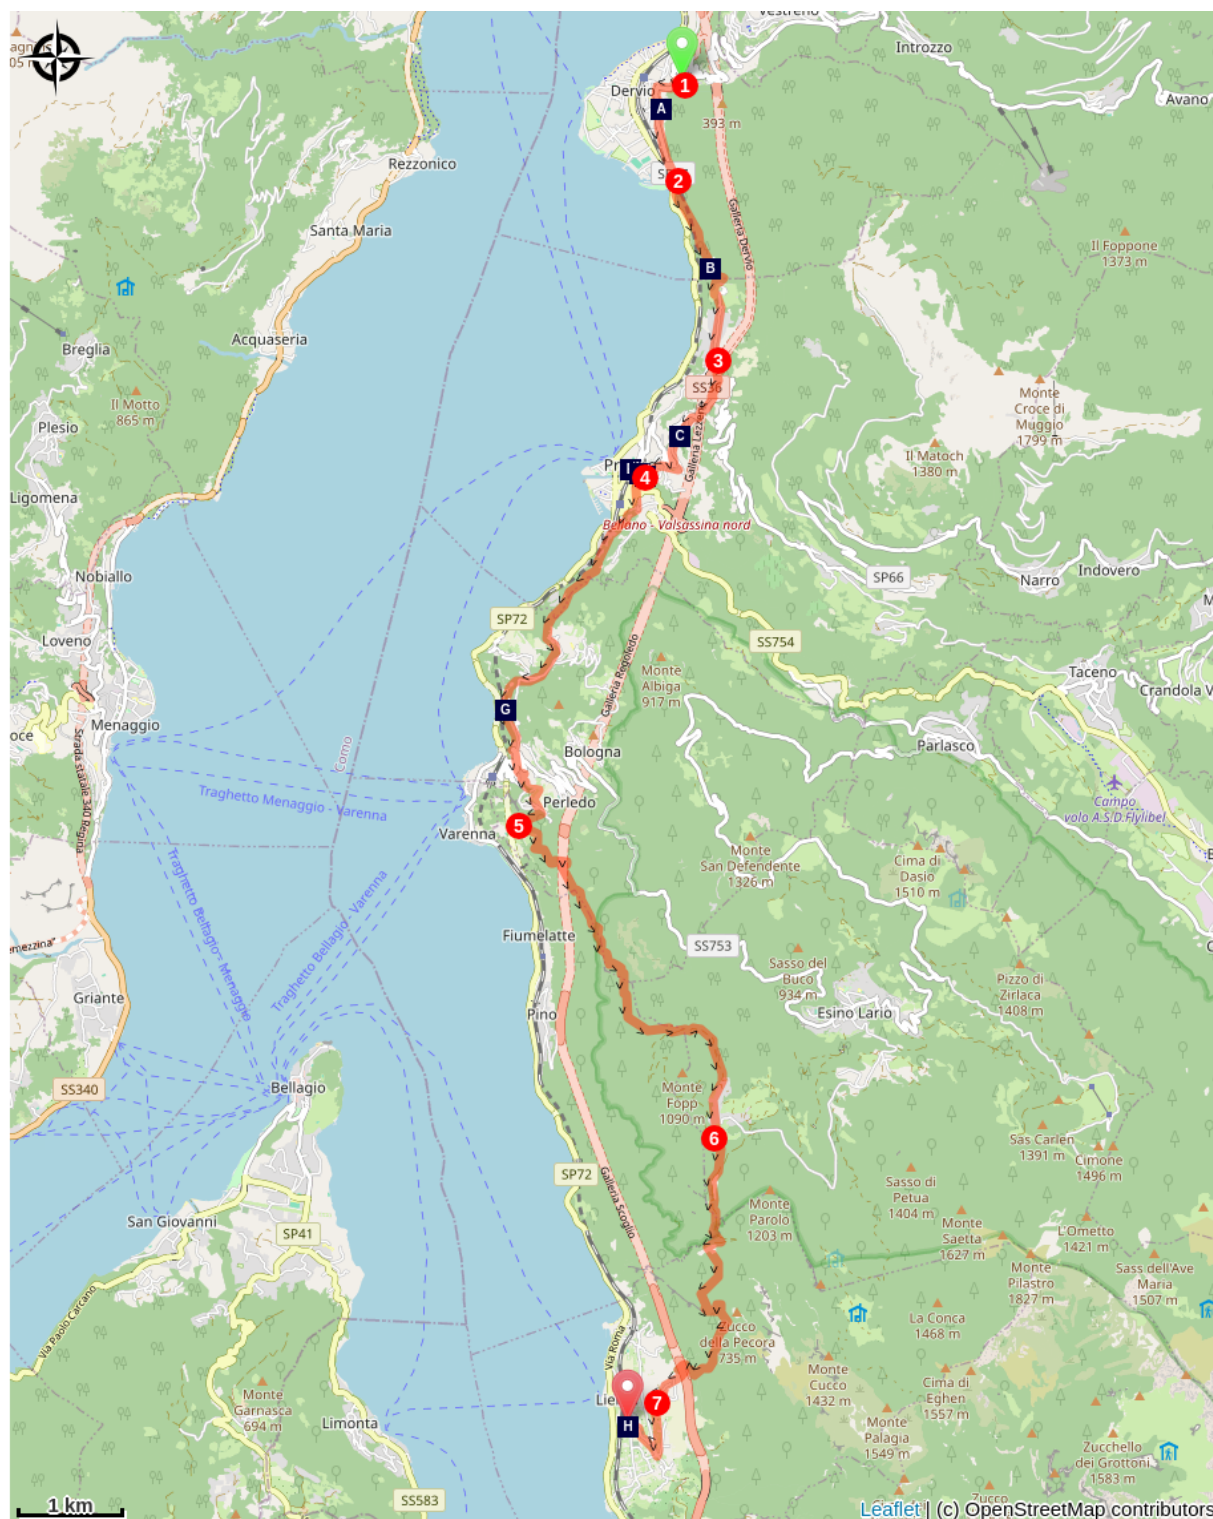 Vestreno
Introzzo
Avano
Dervio
1
A
393 m
Rezzonico
2
Galleria Dervio
Santa Maria
Il Foppone
1373 m
B
Acquaseria
Breglia
3
SS36
Il Motto
865 m
Monte
Croce di
Muggio
1799 m
Plesio
C
Galleria Lezzeno
Il Matoch
1380 m
4
Ligomena
Bellano - Valsassina nord
Nobiallo
SP66
Narro
Indovero
SP72
Loveno
SS754
Galleria Regoledo
Monte
Albiga
917 m
Taceno
Crandola V
G
Menaggio
oce
Parlasco
Bologna
Como
Strada statale 340 Regina
Traghetto Menaggio - Varenna
Perledo
Campo
volo A.S.D.Flylibel
5
Varenna
Monte
San Defendente
1326 m
Cima di
Dasio
1510 m
Traghetto Bellagio - Menaggio
Traghetto Bellagio - Varenna
emezzina"
Fiumelatte
SS753
Sasso del
Buco
934 m
Pizzo di
Zirlaca
1408 m
Griante
Pino
Esino Lario
SS340
Bellagio
Monte
Fopp
1090 m
6
Sas Carlen
1391 m
Cimone
1496 m
SP72
Galleria Scoglio
Sasso di
Petua
1404 m
San Giovanni
SP41
Monte
Parolo
1203 m
Monte
Saetta
1627 m
L'Ometto
1421 m
Monte
Pilastro
1827 m
Sass dell'Ave
Maria
1507 m
Via Paolo Carcano
Via Roma
Zucco
della Pecora
735 m
La Conca
1468 m
Monte
Cucco
1432 m
Cima di
Eghen
1557 m
Lie
7
H
Monte
Garnasca
694 m
Limonta
Monte
Palagia
1549 m
Zucchello
dei Grottoni
1583 m
SS583
Zucco
1 km
Leaflet | (c) OpenStreetMap contributors